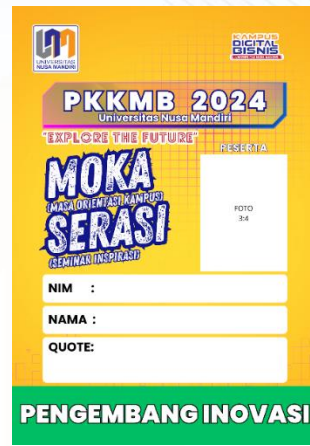 UNIVERSITAS
NUSA MANDIRI
KAMPUS
DIGITAL
BISNIS
PKKMB 2024
Universitas Nusa Mandiri
"EXPLORE THE FUTURE"
PESERTA
MOKA
(MASA ORIENTASI KAMPUS)
SERASI
(SEMINAR INSPIRASI)
FOTO
3:4
NIM :
NAMA :
QUOTE:
PENGEMBANG INOVASI